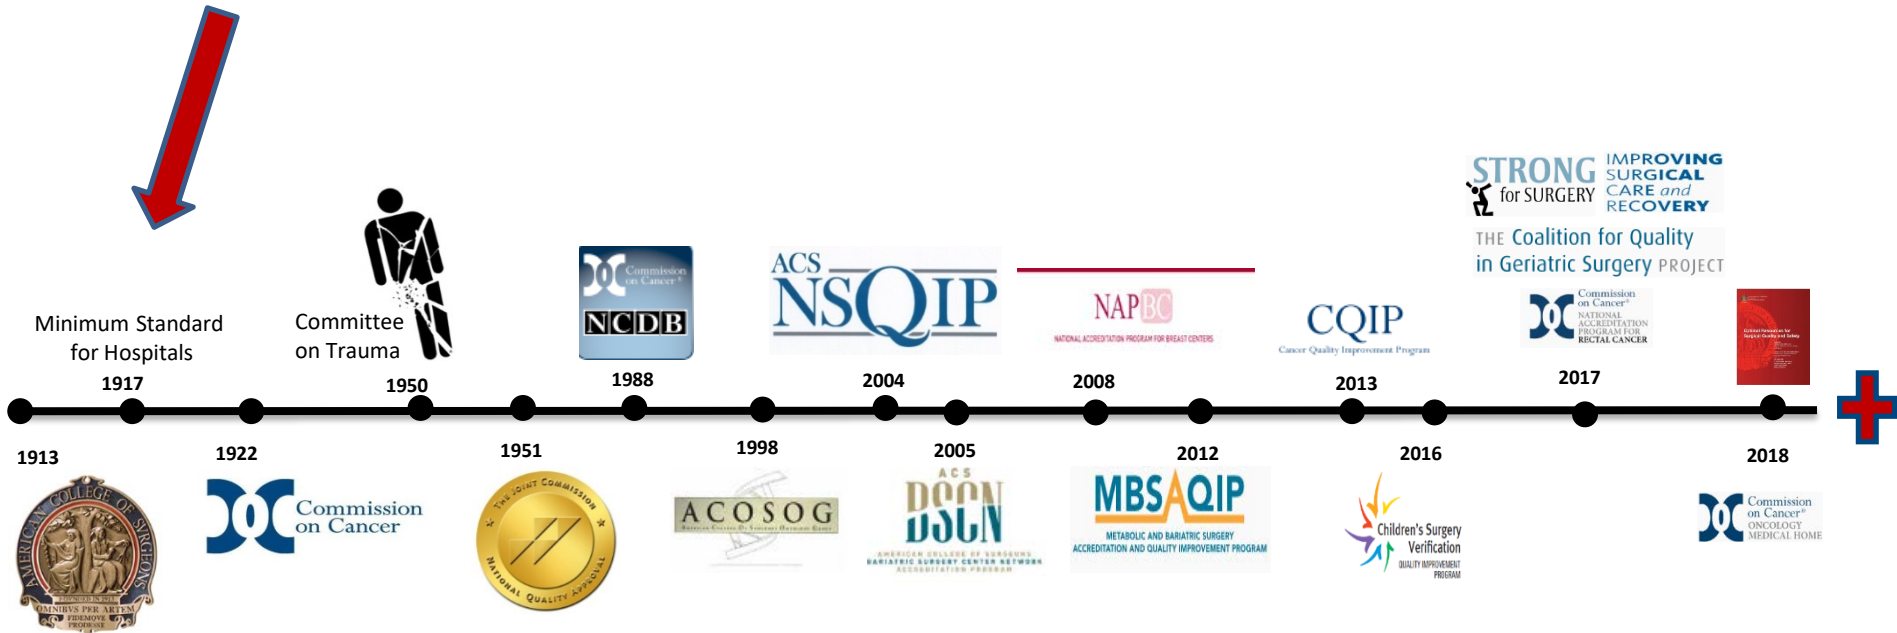 STRONG
for SURGERY
IMPROVING
SURGICAL
CARE and
RECOVERY
THE Coalition for Quality
in Geriatric Surgery PROJECT
Minimum Standard
for Hospitals
1917
Committee
on Trauma
1950
Commission
on Cancer®
NCDB
1988
ACS
NSQIP
2004
NAPBC
NATIONAL ACCREDITATION PROGRAM FOR BREAST CENTERS
2008
CQIP
Cancer Quality Improvement Program
2013
Commission
on Cancer®
NATIONAL
ACCREDITATION
PROGRAM FOR
RECTAL CANCER
2017
1913
AMERICAN COLLEGE OF SURGEONS
FOUNDED IN 1913
OMNIBVS PER ARTEM
FIDEMQVE
PRODESSE
1922
Commission
on Cancer
1951
THE JOINT COMMISSION
NATIONAL QUALITY APPROVAL
1998
ACOSOG
2005
ACS
BSCN
AMERICAN COLLEGE OF SURGEONS
BARIATRIC SURGERY CENTER NETWORK
ACCREDITATION PROGRAM
2012
MBSAQIP
METABOLIC AND BARIATRIC SURGERY
ACCREDITATION AND QUALITY IMPROVEMENT PROGRAM
2016
Children's Surgery
Verification
QUALITY IMPROVEMENT
PROGRAM
2018
Commission
on Cancer®
ONCOLOGY
MEDICAL HOME